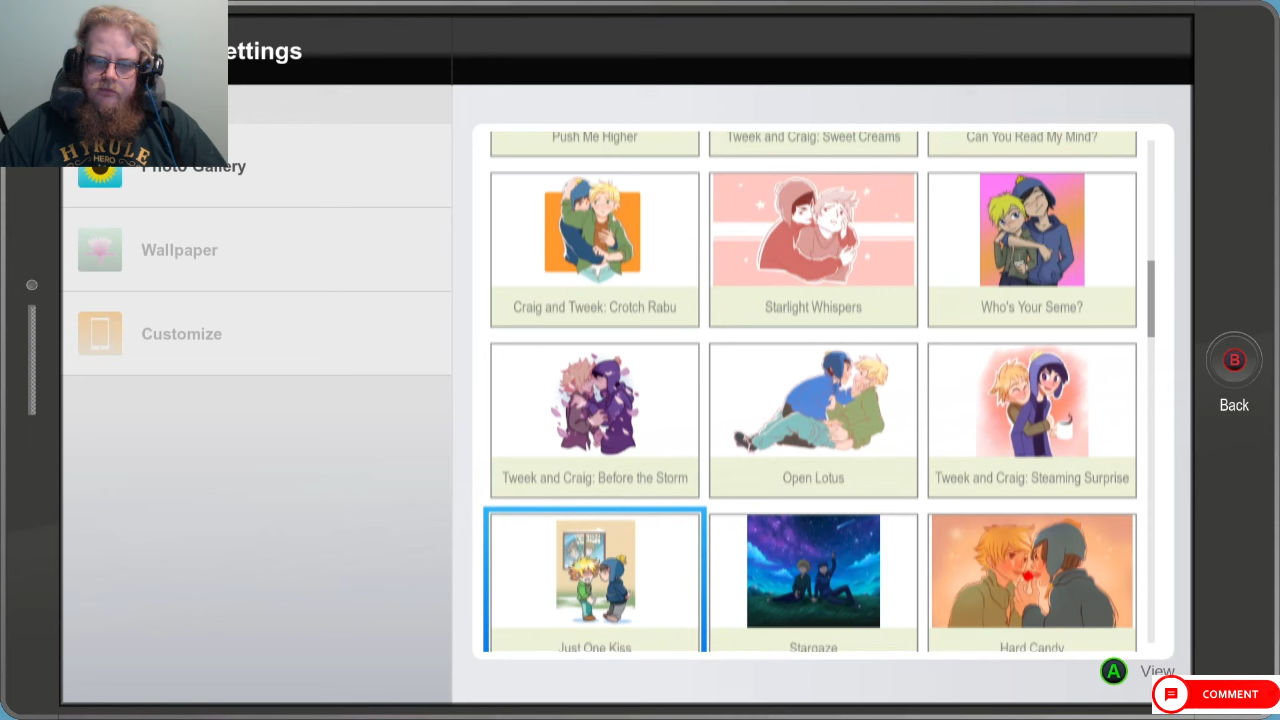 ettings
HYRULE
HERO
Photo Gallery
Wallpaper
Customize
Push Me Higher
Tweek and Craig: Sweet Creams
Can You Read My Mind?
Craig and Tweek: Crotch Rabu
Starlight Whispers
Who's Your Seme?
Tweek and Craig: Before the Storm
Open Lotus
Tweek and Craig: Steaming Surprise
Just One Kiss
Stargaze
Hard Candy
B
Back
A View
COMMENT